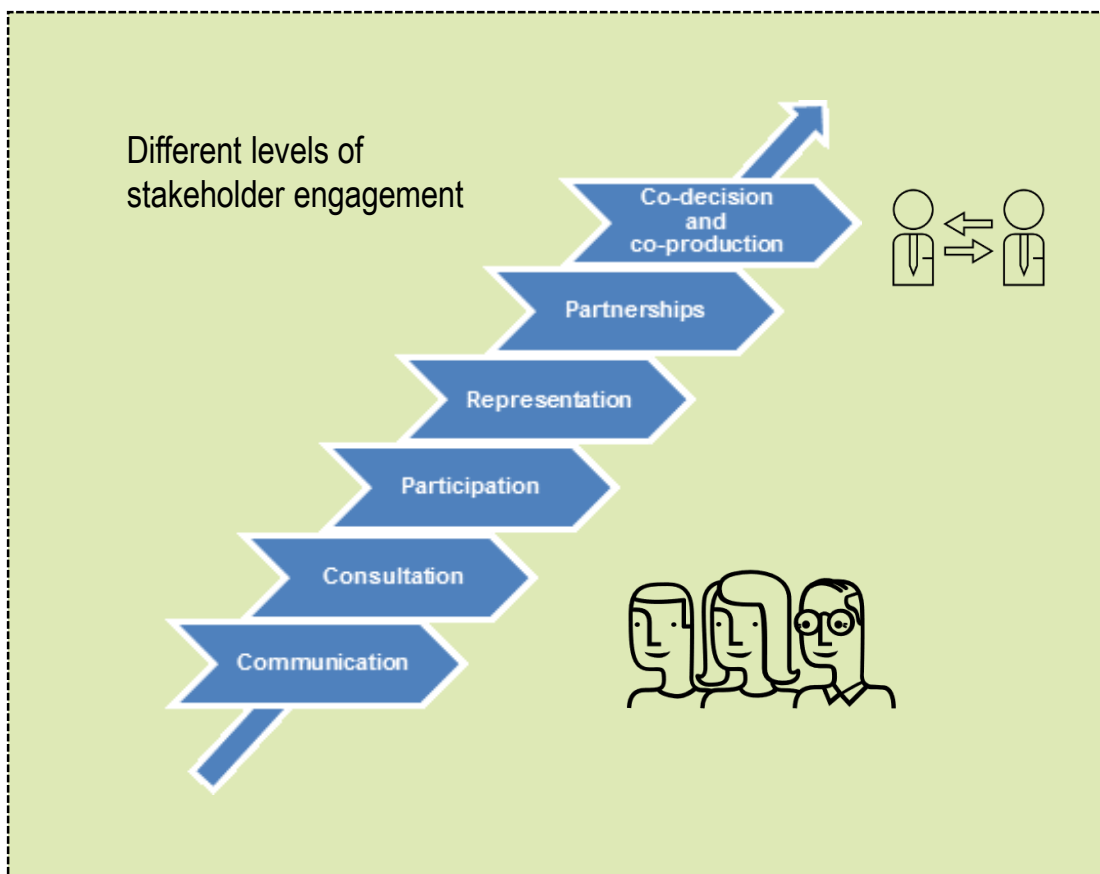 Different levels of
stakeholder engagement
Co-decision
and
co-production
Partnerships
Representation
Participation
Consultation
Communication